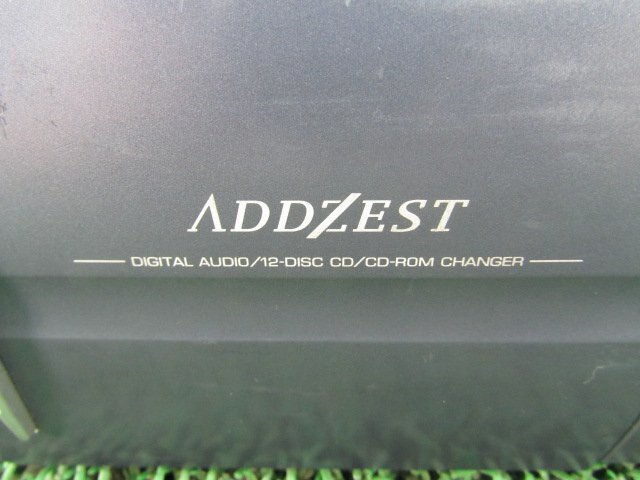 ADDZEST
DIGITAL AUDIO/12-DISC CD/CD-ROM CHANGER